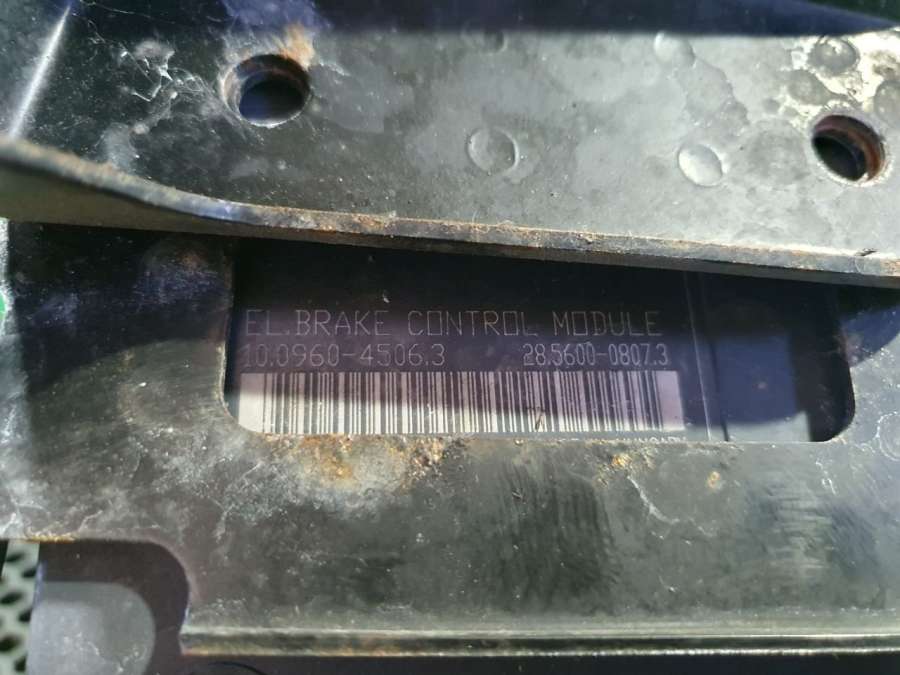 EL.BRAKE CONTROL MODULE
10.0960-4506.3 28.5600-0807.3